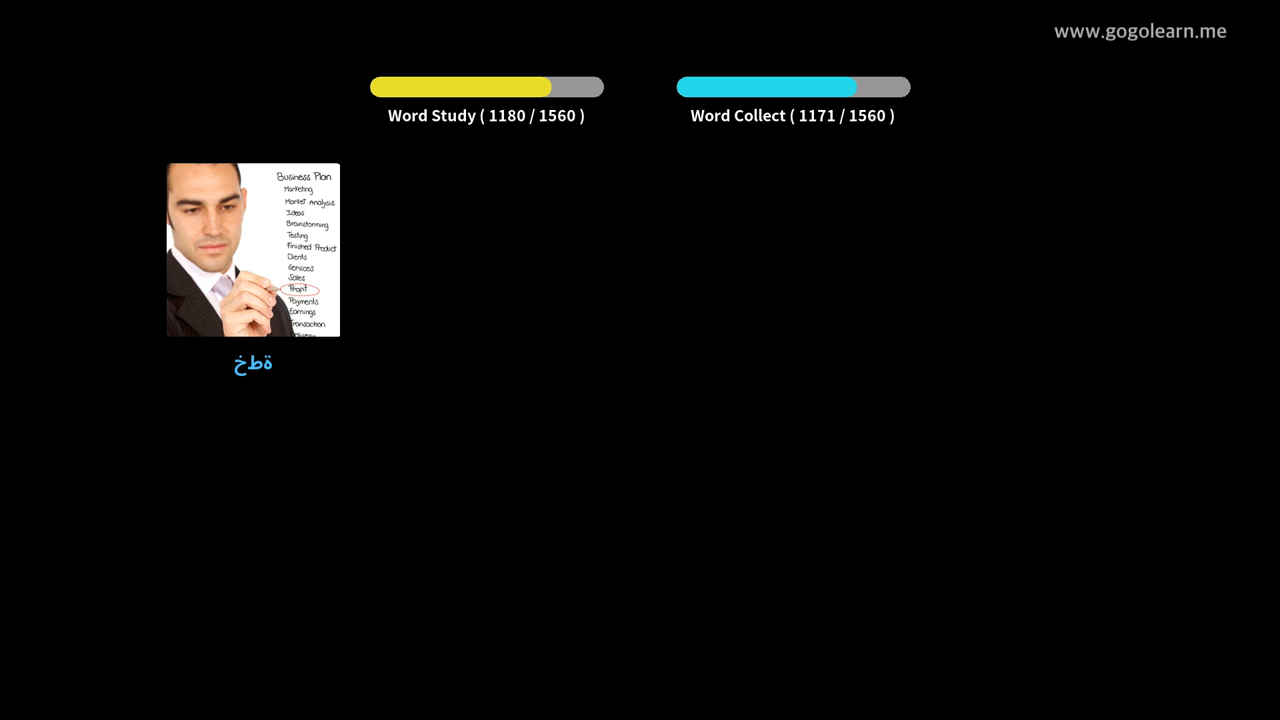 www.gogolearn.me
Word Study ( 1180 / 1560 )
Word Collect ( 1171 / 1560 )
Business Plan
Marketing
Market Analysis
Ideas
Brainstorming
Testing
Finished Product
Clients
Services
Sales
Profit
Payments
Earnings
Transaction
Delivery
خطة